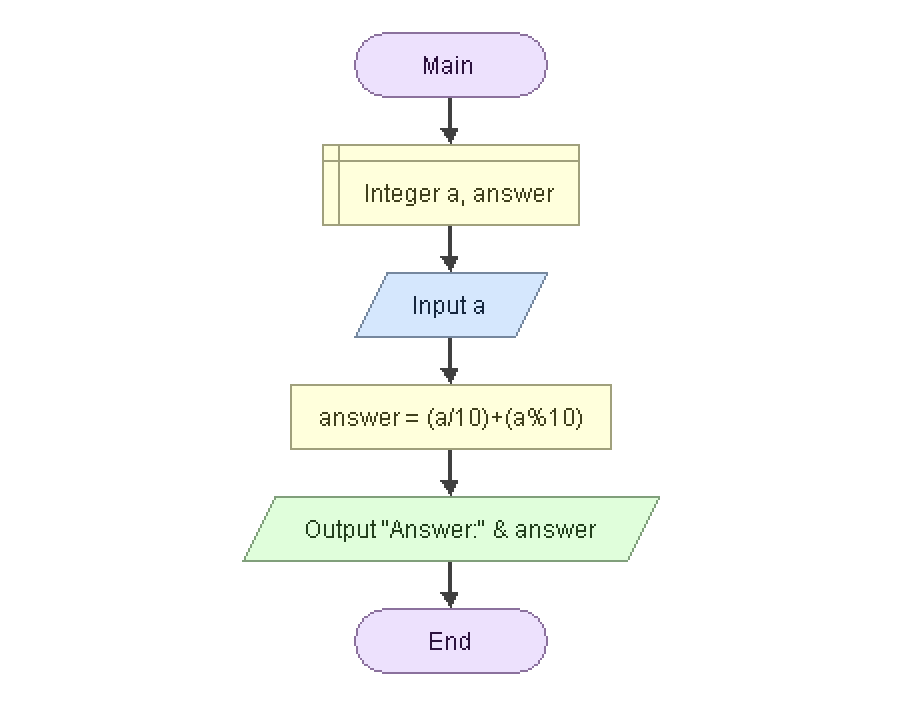 Main
Integer a, answer
Input a
answer = (a/10)+(a%10)
Output "Answer:" & answer
End